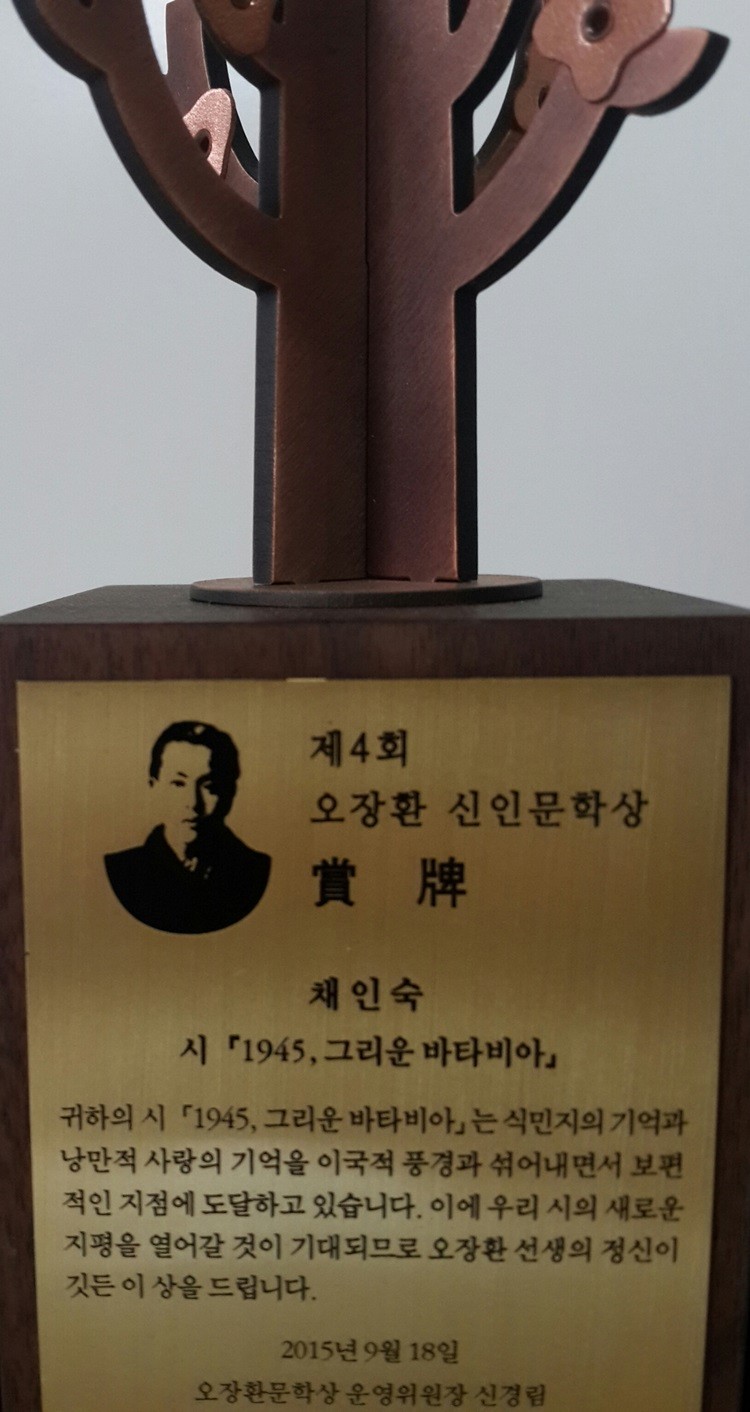 제4회
오장환 신인문학상
賞 牌
채인숙
시 『1945, 그리운 바타비아』
귀하의 시 『1945, 그리운 바타비아』는 식민지의 기억과
낭만적 사랑의 기억을 이국적 풍경과 섞어내면서 보편
적인 지점에 도달하고 있습니다. 이에 우리 시의 새로운
지평을 열어갈 것이 기대되므로 오장환 선생의 정신이
깃든 이 상을 드립니다.
2015년 9월 18일
오장환문학상 운영위원장 신경림